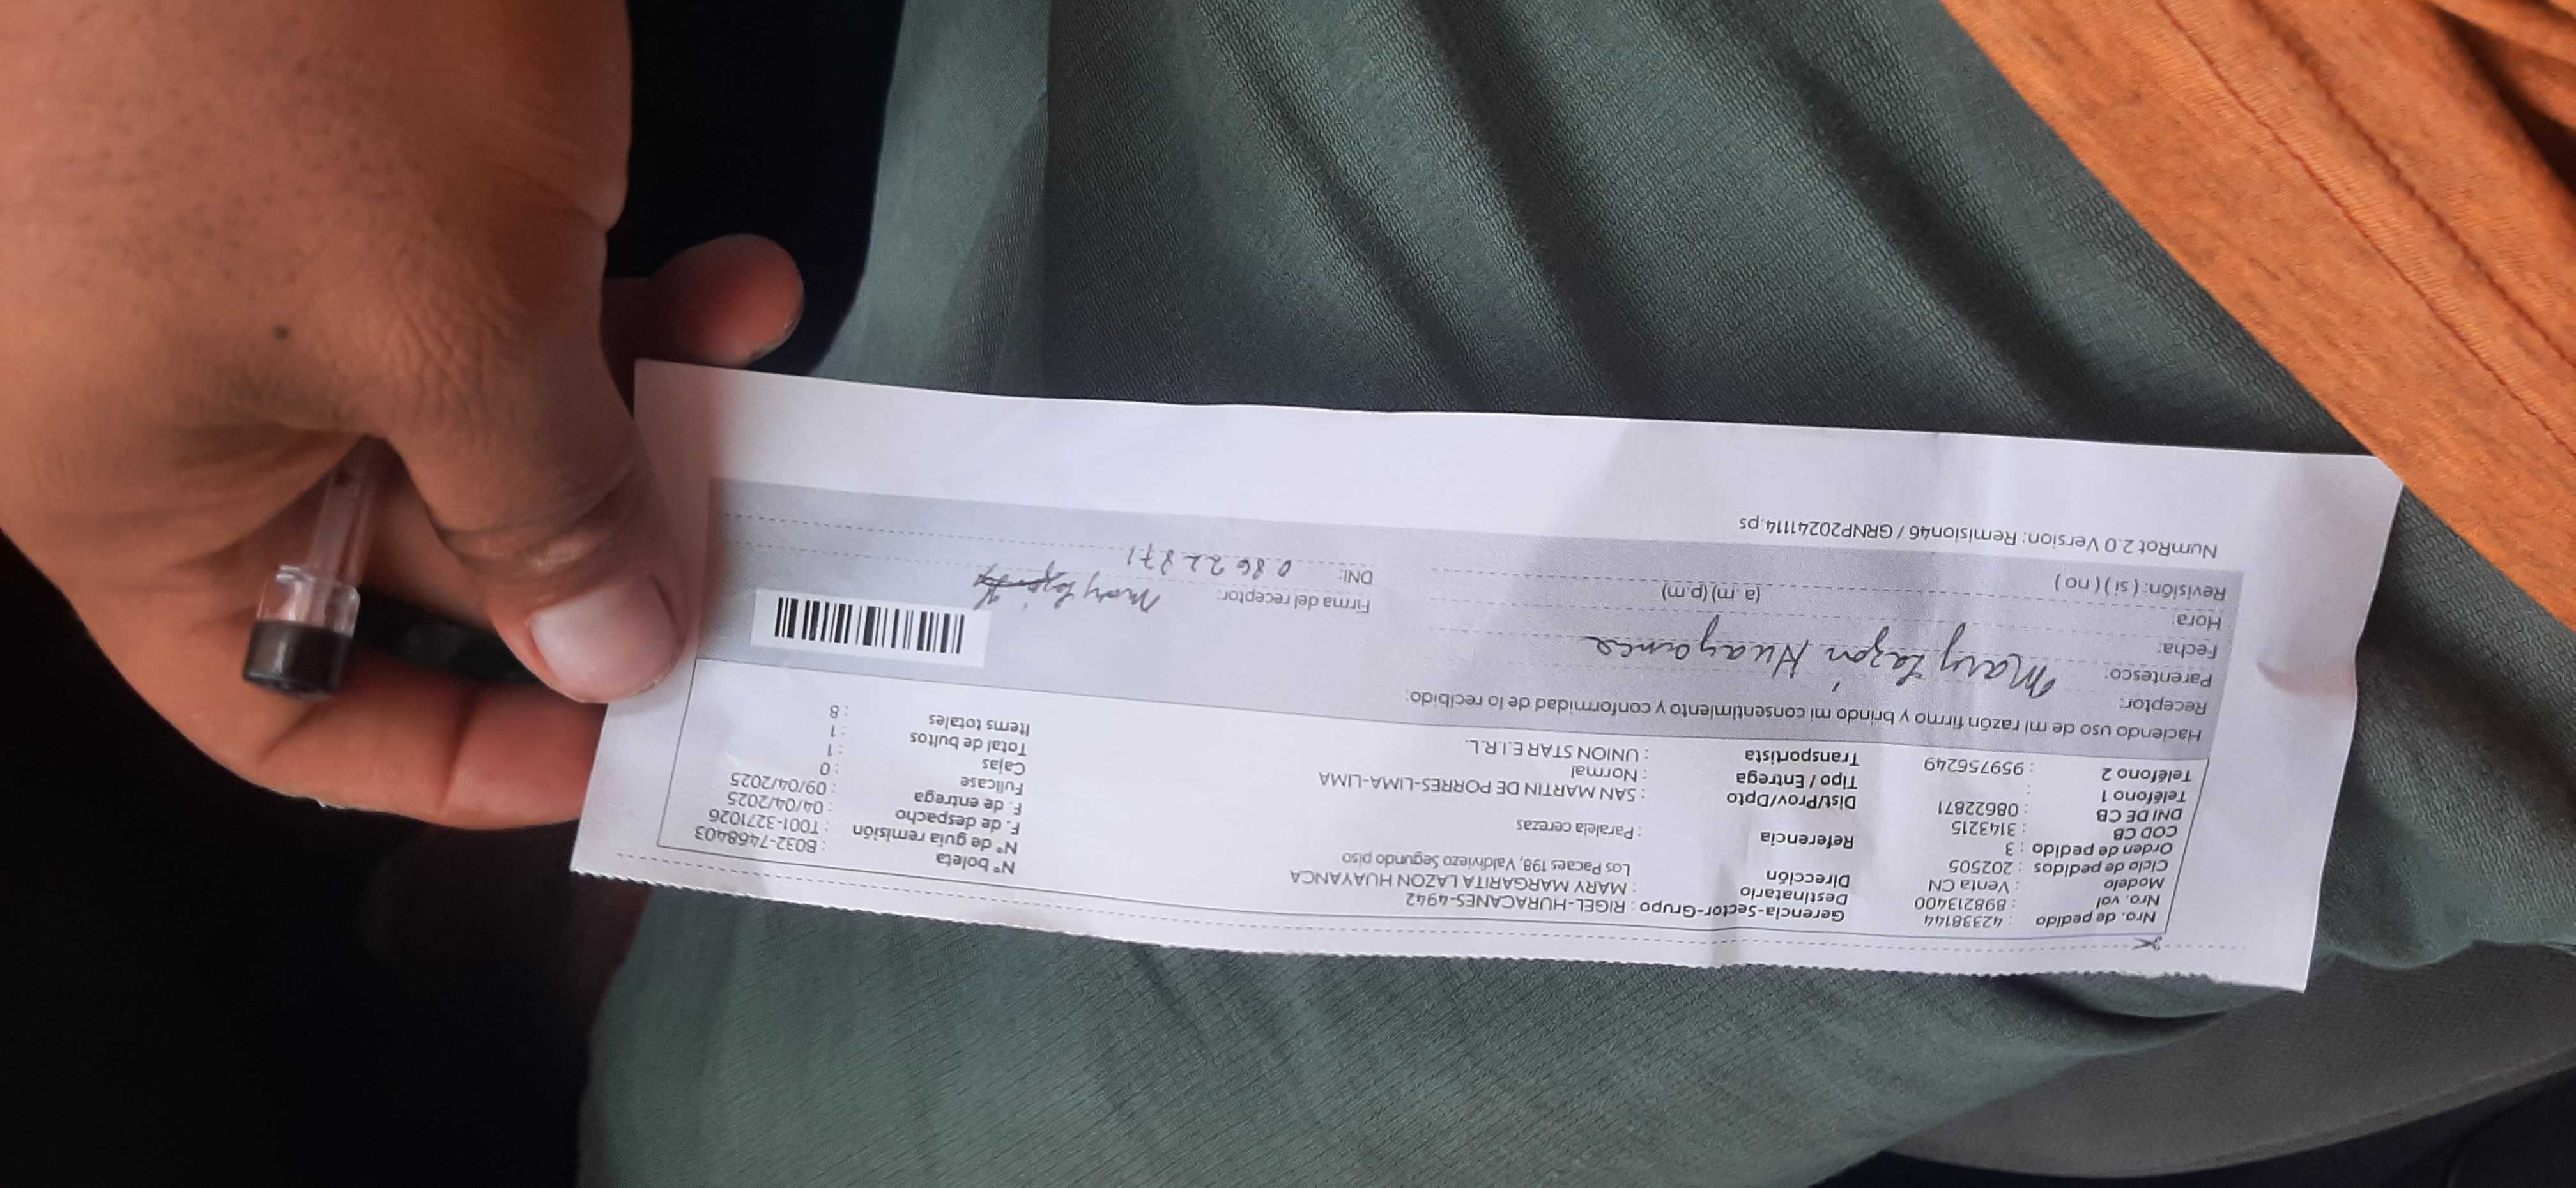 Nro. de pedido : 42338144
Nro. vol : 898213400
Modelo : Venta CN
Ciclo de pedidos : 202505
Orden de pedido : 3
COD CB : 3143215
DNI DE CB : 08622871
Teléfono 1 :
Teléfono 2 : 959756249
Gerencia-Sector-Grupo : RIGEL-HURACANES-4942
Destinatario : MARY MARGARITA LAZON HUAYANCA
Dirección Los Pacaes 198, Valdiviezo Segundo piso
Referencia : Paralela cerezas
Dist/Prov/Dpto : SAN MARTIN DE PORRES-LIMA-LIMA
Tipo / Entrega : Normal
Transportista : UNION STAR E.I.R.L.
N° boleta : B032-7468403
N° de guía remisión : T001-3271026
F. de despacho : 04/04/2025
F. de entrega : 09/04/2025
Fullcase : 0
Cajas : 1
Total de bultos : 1
Items totales : 8
Haciendo uso de mi razón firmo y brindo mi consentimiento y conformidad de lo recibido:
Receptor: Mary Lazón Huayanca
Parentesco:
Fecha:
Hora: (a.m) (p.m)
Revisión: ( si ) ( no )
Firma del receptor: Mary Lazón
DNI: 08622871
NumRot 2.0 Version: Remision46 / GRNP20241114.ps